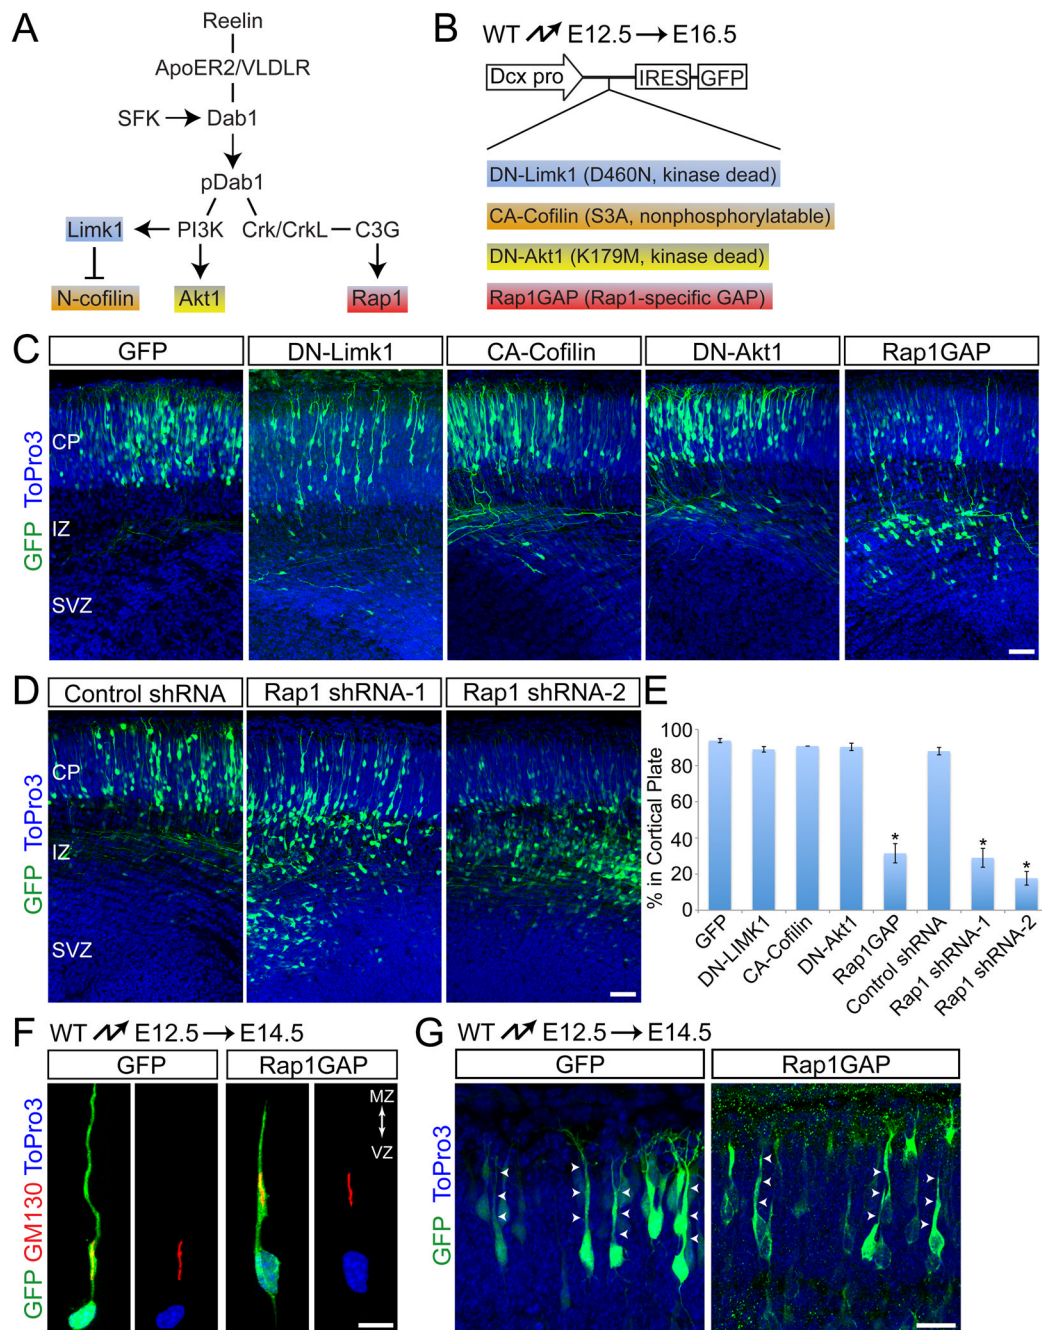 A
Reelin
ApoER2/VLDLR
SFK
Dab1
pDab1
Limk1
PI3K
Crk/CrkL
C3G
N-cofilin
Akt1
Rap1
B
WT E12.5 E16.5
Dcx pro
IRES
GFP
DN-Limk1 (D460N, kinase dead)
CA-Cofilin (S3A, nonphosphorylatable)
DN-Akt1 (K179M, kinase dead)
Rap1GAP (Rap1-specific GAP)
C
GFP
DN-Limk1
CA-Cofilin
DN-Akt1
Rap1GAP
GFP ToPro3
CP
IZ
SVZ
D
Control shRNA
Rap1 shRNA-1
Rap1 shRNA-2
GFP ToPro3
CP
IZ
SVZ
E
% in Cortical Plate
100
80
60
40
20
0
*
*
*
GFP
DN-LIMK1
CA-Cofilin
DN-Akt1
Rap1GAP
Control shRNA
Rap1 shRNA-1
Rap1 shRNA-2
F
WT E12.5 E14.5
GFP
Rap1GAP
GFP GM130 ToPro3
MZ
VZ
G
WT E12.5 E14.5
GFP
Rap1GAP
GFP ToPro3